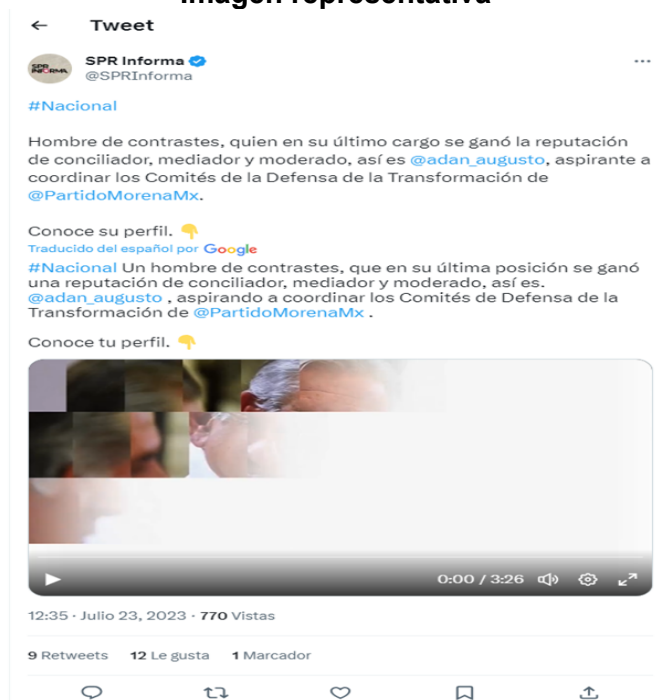 Imagen representativa
← Tweet
SPR Informa
@SPRInforma
SPR
INFORMA
#Nacional
Hombre de contrastes, quien en su último cargo se ganó la reputación
de conciliador, mediador y moderado, así es @adan_augusto, aspirante a
coordinar los Comités de la Defensa de la Transformación de
@PartidoMorenaMx.
Conoce su perfil. 👇
Traducido del español por Google
#Nacional Un hombre de contrastes, que en su última posición se ganó
una reputación de conciliador, mediador y moderado, así es.
@adan_augusto , aspirando a coordinar los Comités de Defensa de la
Transformación de @PartidoMorenaMx .
Conoce tu perfil. 👇
0:00 / 3:26
12:35 · Julio 23, 2023 · 770 Vistas
9 Retweets 12 Le gusta 1 Marcador